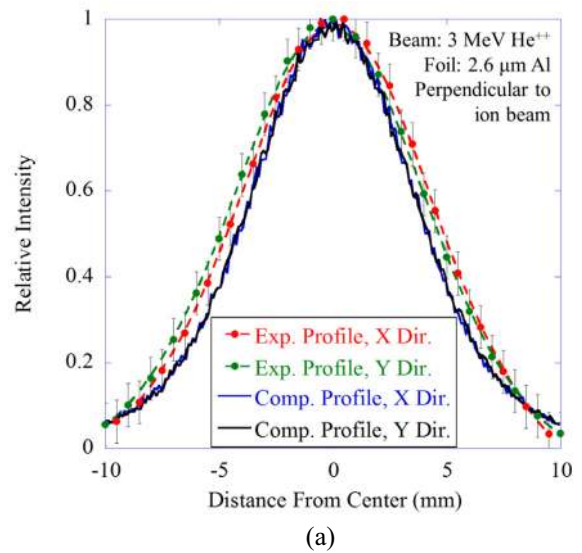 Beam: 3 MeV He++
Foil: 2.6 μm Al
Perpendicular to
ion beam
1
0.8
0.6
0.4
0.2
0
Relative Intensity
Exp. Profile, X Dir.
Exp. Profile, Y Dir.
Comp. Profile, X Dir.
Comp. Profile, Y Dir.
-10
-5
0
5
10
Distance From Center (mm)
(a)